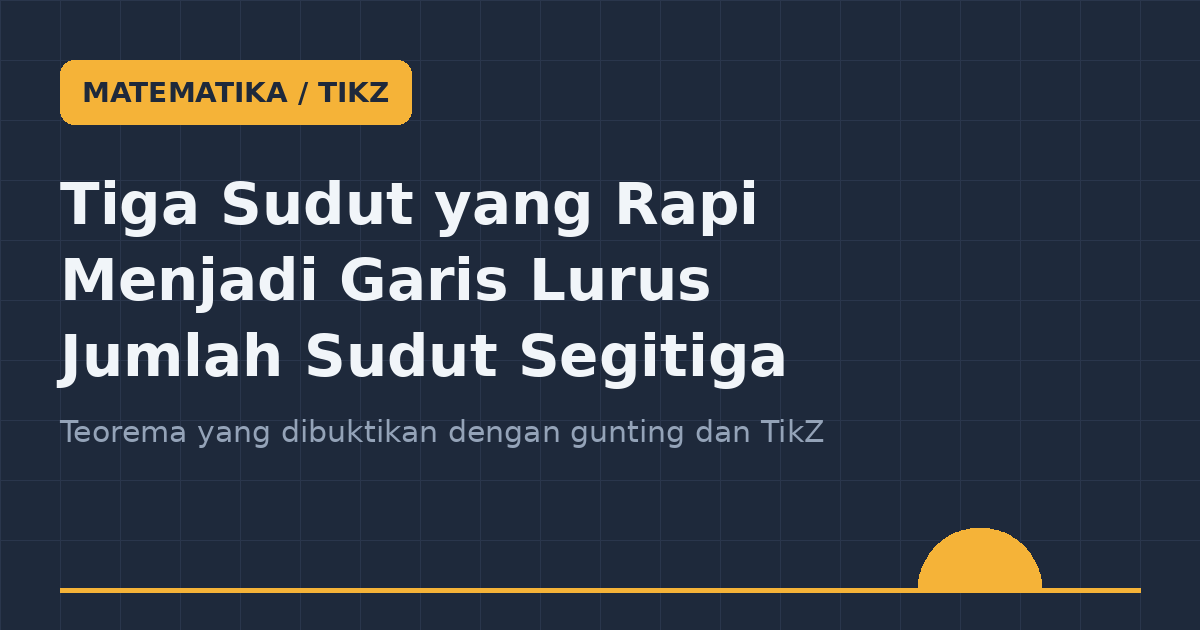 MATEMATIKA / TIKZ
Tiga Sudut yang Rapi
Menjadi Garis Lurus
Jumlah Sudut Segitiga
Teorema yang dibuktikan dengan gunting dan TikZ